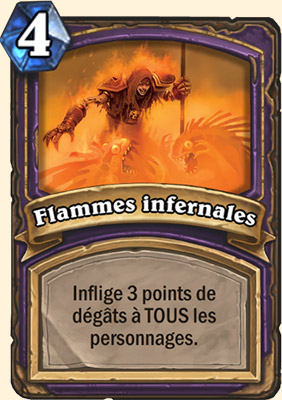 4
Flammes infernales
Inflige 3 points de
dégâts à TOUS les
personnages.